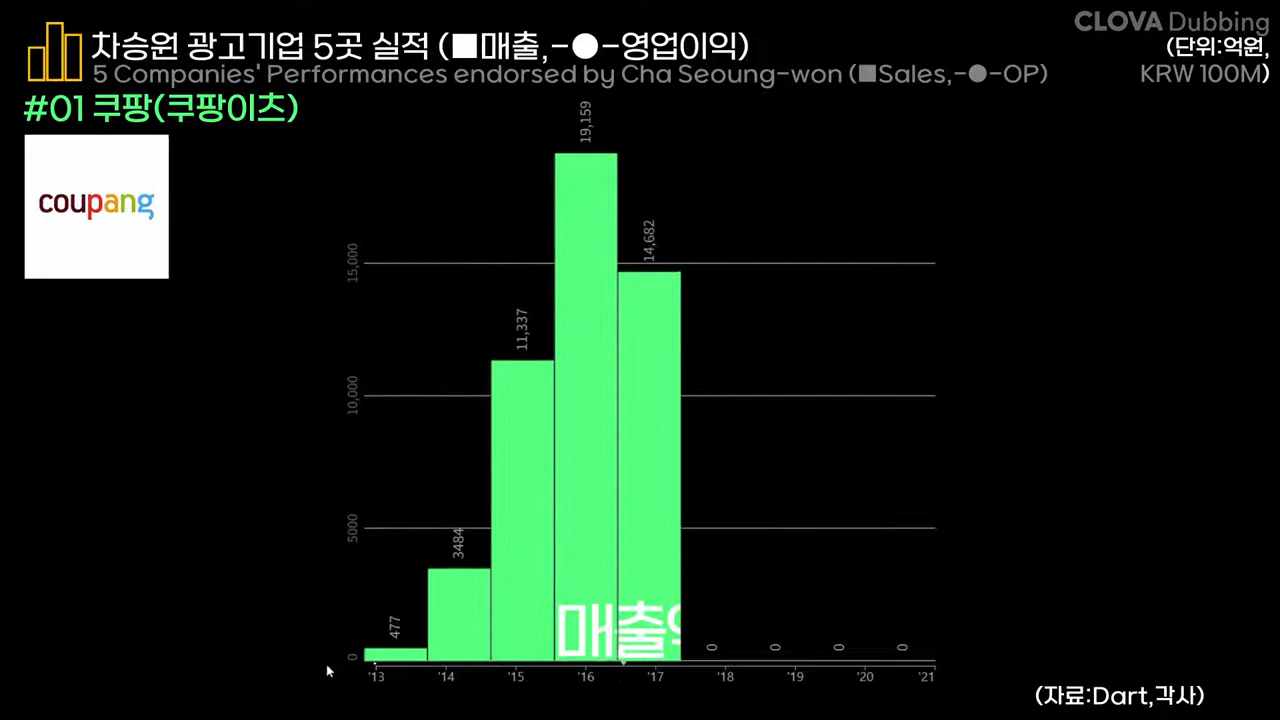 CLOVA Dubbing
차승원 광고기업 5곳 실적 (■매출,-●-영업이익)
(단위:억원,
5 Companies' Performances endorsed by Cha Seoung-won (■Sales,-●-OP)
KRW 100M)
#01 쿠팡(쿠팡이츠)
coupang
19,159
14,682
15,000
11,337
10,000
3484
5000
477
매출
0
0
0
0
0
'13
'14
'15
'16
'17
'18
'19
'20
'21
(자료:Dart,각사)